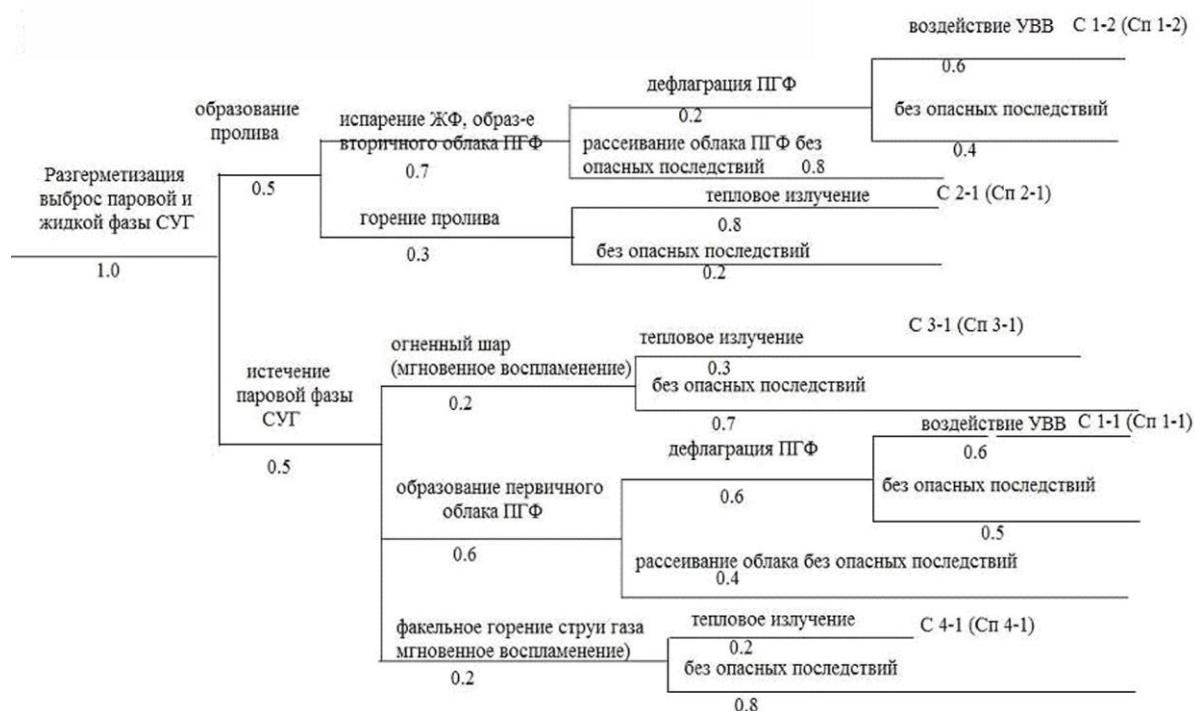 воздействие УВВ С 1-2 (Сп 1-2)
0.6
дефлаграция ПГФ
0.2
без опасных последствий
0.4
образование
пролива
0.5
испарение ЖФ, образ-е
вторичного облака ПГФ
0.7
рассеивание облака ПГФ без
опасных последствий 0.8
Разгерметизация
выброс паровой и
жидкой фазы СУГ
1.0
тепловое излучение С 2-1 (Сп 2-1)
0.8
горение пролива
0.3
без опасных последствий
0.2
С 3-1 (Сп 3-1)
огненный шар
(мгновенное воспламенение)
0.2
тепловое излучение
0.3
без опасных последствий
0.7
истечение
паровой фазы
СУГ
0.5
воздействие УВВ С 1-1 (Сп 1-1)
0.6
дефлаграция ПГФ
0.6
без опасных последствий
0.5
образование первичного
облака ПГФ
0.6
рассеивание облака без опасных последствий
0.4
факельное горение струи газа
мгновенное воспламенение)
0.2
тепловое излучение С 4-1 (Сп 4-1)
0.2
без опасных последствий
0.8